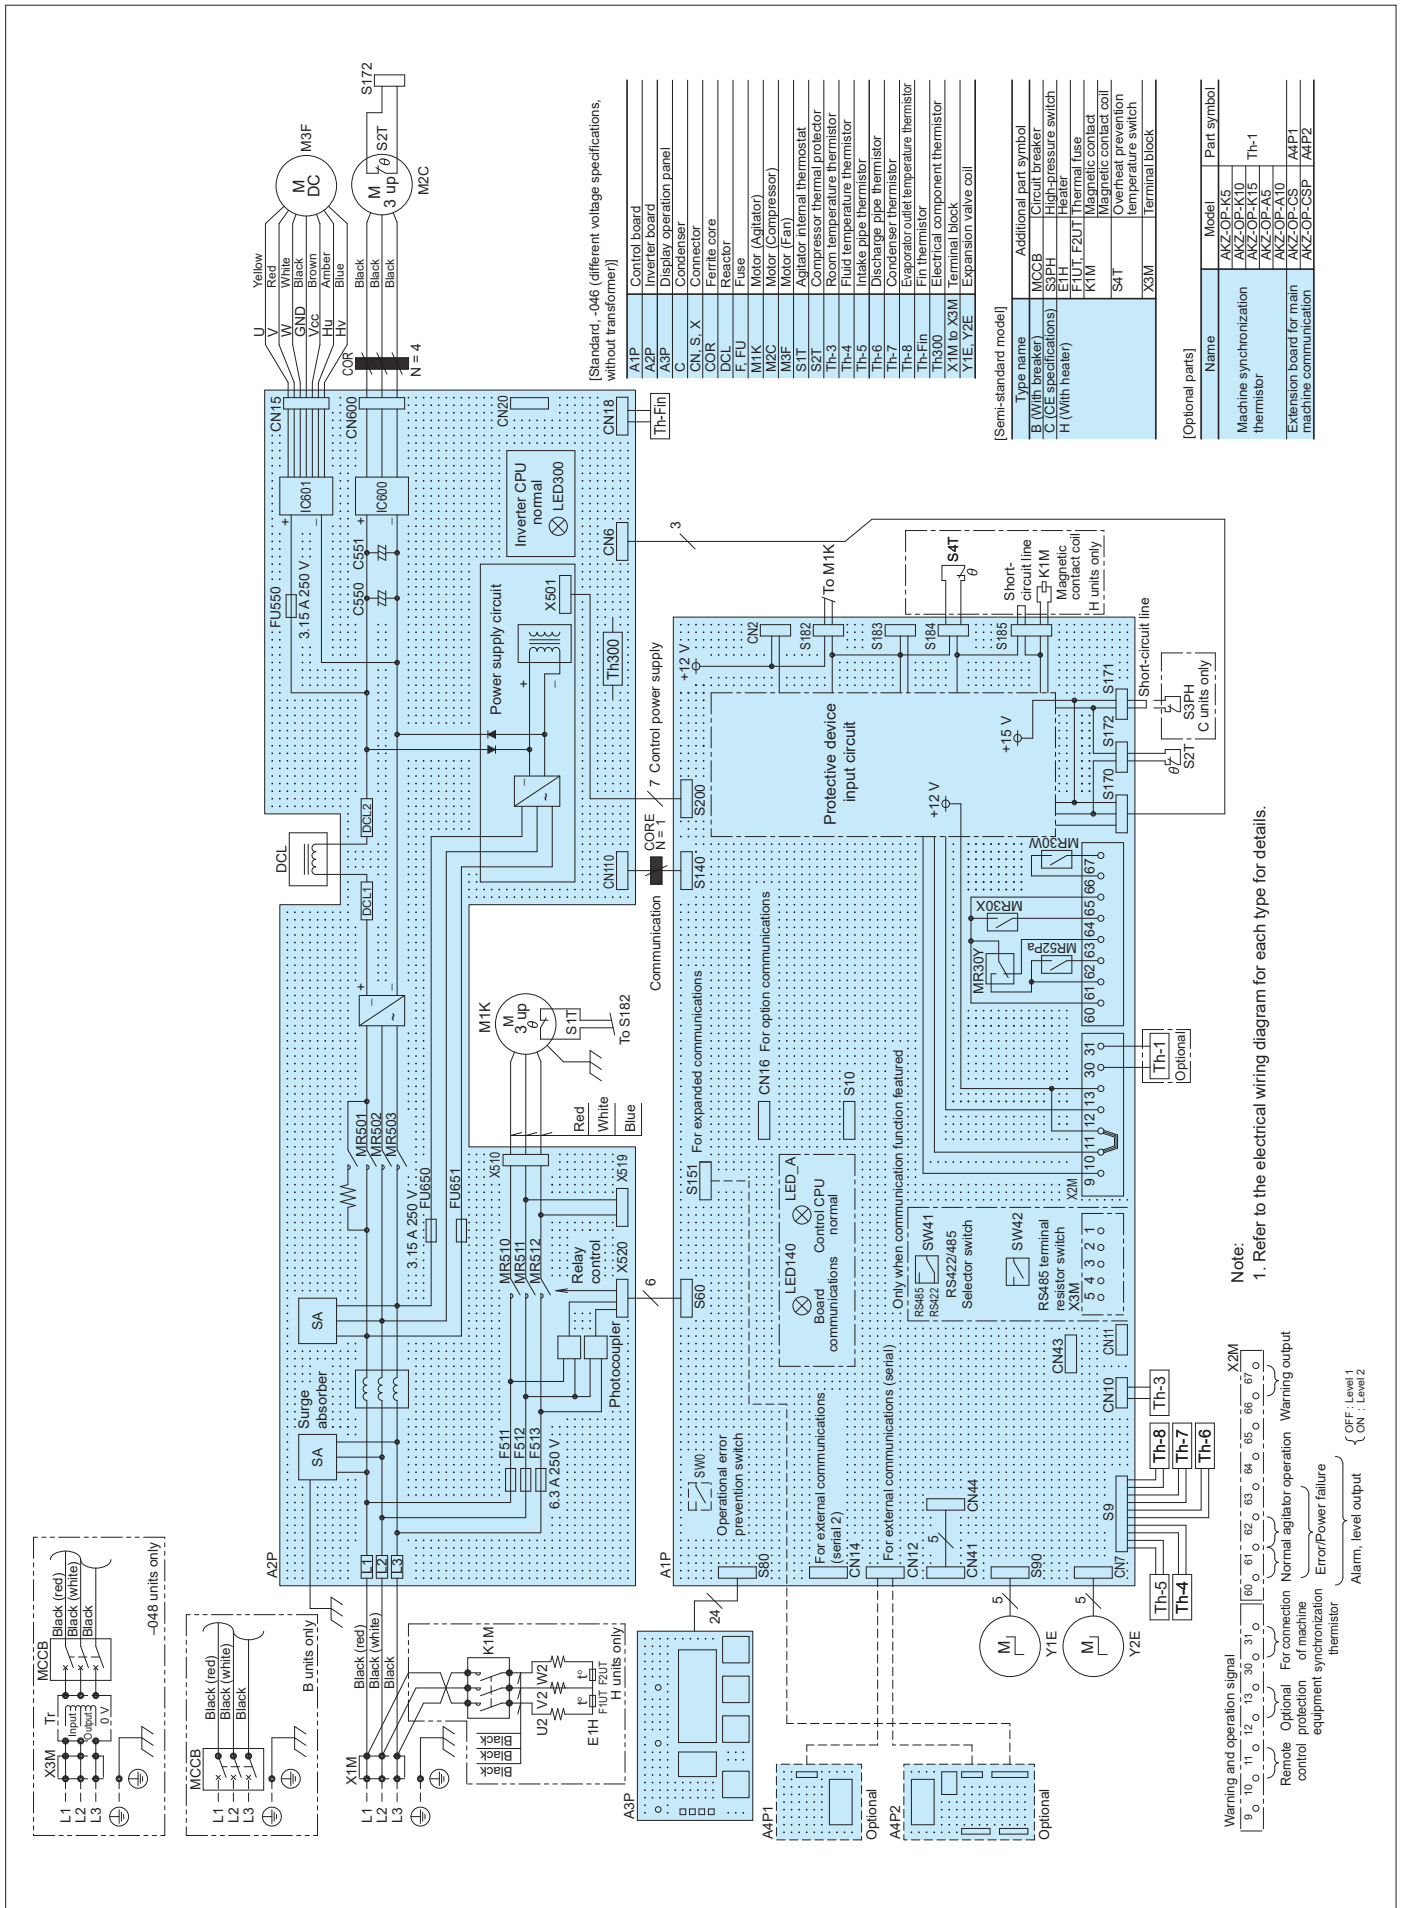 X3M
Tr
MCCB
L1
L2
L3
Input
Output
0 V
Black (red)
Black (white)
Black
–048 units only
MCCB
L1
L2
L3
Black (red)
Black (white)
Black
B units only
X1M
L1
L2
L3
Black (red)
Black (white)
Black
K1M
Black
Black
Black
U2
V2
W2
E1H
F1UT
F2UT
t°
t°
H units only
A2P
L1
L2
L3
SA
Surge
absorber
SA
3.15 A 250 V
FU650
FU651
MR501
MR502
MR503
DCL1
DCL
DCL2
FU550
3.15 A 250 V
C550
C551
IC601
IC600
CN15
CN600
COR
N = 4
U
V
W
GND
Vcc
Hu
Hv
Yellow
Red
White
Black
Brown
Amber
Blue
Black
Black
Black
M
DC
M3F
M
3 up
θ
S2T
M2C
S172
F511
F512
F513
6.3 A 250 V
MR510
MR511
MR512
Relay
control
Photocoupler
X520
X519
X510
Red
White
Blue
M1K
M
3 up
θ
S1T
To S182
Power supply circuit
X501
Th300
Inverter CPU
normal
LED300
CN20
CN18
Th-Fin
CN6
CN110
3
6
7 Control power supply
Communication
CORE
N = 1
A1P
S80
24
A3P
SW0
Operational error
prevention switch
S60
S151
For expanded communications
S140
S200
LED140
Board
communications
LED_A
Control CPU
normal
CN16 For option communications
S10
For external communications
(serial 2)
CN14
For external communications (serial)
CN12
CN41
5
CN44
S90
5
M
Y1E
CN7
5
M
Y2E
S9
Th-5
Th-4
Th-8
Th-7
Th-6
CN10
Th-3
CN11
CN43
Only when communication function featured
RS485
RS422
SW41
RS422/485
Selector switch
SW42
RS485 terminal
resistor switch
X3M
5 4 3 2 1
X2M
9 10 11 12 13 30 31
Th-1
Optional
60 61 62 63 64 65 66 67
MR30Y
MR52Pa
MR30X
MR30W
Protective device
input circuit
+12 V
+12 V
+15 V
CN2
S182
S183
S184
S185
To M1K
S4T
θ
Short-
circuit line
K1M
Magnetic
contact coil
H units only
S170
S172
S171
Short-circuit line
S2T
θ
S3PH
C units only
A4P1
Optional
A4P2
Optional
[Standard, -046 (different voltage specifications,
without transformer)]
A1P Control board
A2P Inverter board
A3P Display operation panel
C Condenser
CN, S, X Connector
COR Ferrite core
DCL Reactor
F, FU Fuse
M1K Motor (Agitator)
M2C Motor (Compressor)
M3F Motor (Fan)
S1T Agitator internal thermostat
S2T Compressor thermal protector
Th-3 Room temperature thermistor
Th-4 Fluid temperature thermistor
Th-5 Intake pipe thermistor
Th-6 Discharge pipe thermistor
Th-7 Condenser thermistor
Th-8 Evaporator outlet temperature thermistor
Th-Fin Fin thermistor
Th300 Electrical component thermistor
X1M to X3M Terminal block
Y1E, Y2E Expansion valve coil
[Semi-standard model]
Type name Additional part symbol
B (With breaker) MCCB Circuit breaker
C (CE specifications) S3PH High-pressure switch
H (With heater) E1H Heater
F1UT, F2UT Thermal fuse
K1M Magnetic contact
Magnetic contact coil
S4T Overheat prevention
temperature switch
X3M Terminal block
[Optional parts]
Name Model Part symbol
Machine synchronization
thermistor
AKZ-OP-K5
AKZ-OP-K10
AKZ-OP-K15
AKZ-OP-A5
AKZ-OP-A10
Th-1
Extension board for main
machine communication
AKZ-OP-CS A4P1
AKZ-OP-CSP A4P2
Note:
1. Refer to the electrical wiring diagram for each type for details.
Warning and operation signal
X2M
9 10 11 12 13 30 31 60 61 62 63 64 65 66 67
Remote
control
Optional
protection
equipment
For connection
of machine
synchronization
thermistor
Normal agitator operation
Warning output
Error/Power failure
Alarm, level output
OFF : Level 1
ON : Level 2